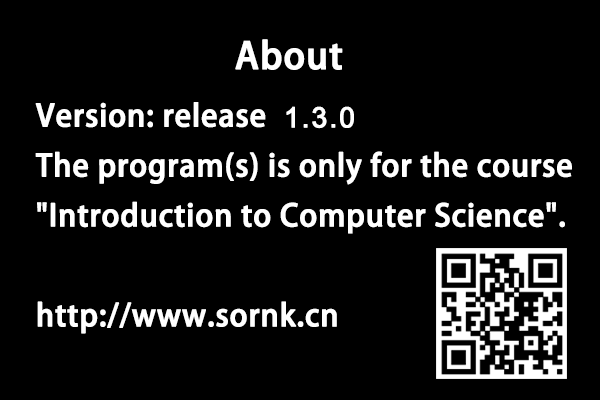 About
Version: release 1.3.0
The program(s) is only for the course
"Introduction to Computer Science".
http://www.sornk.cn